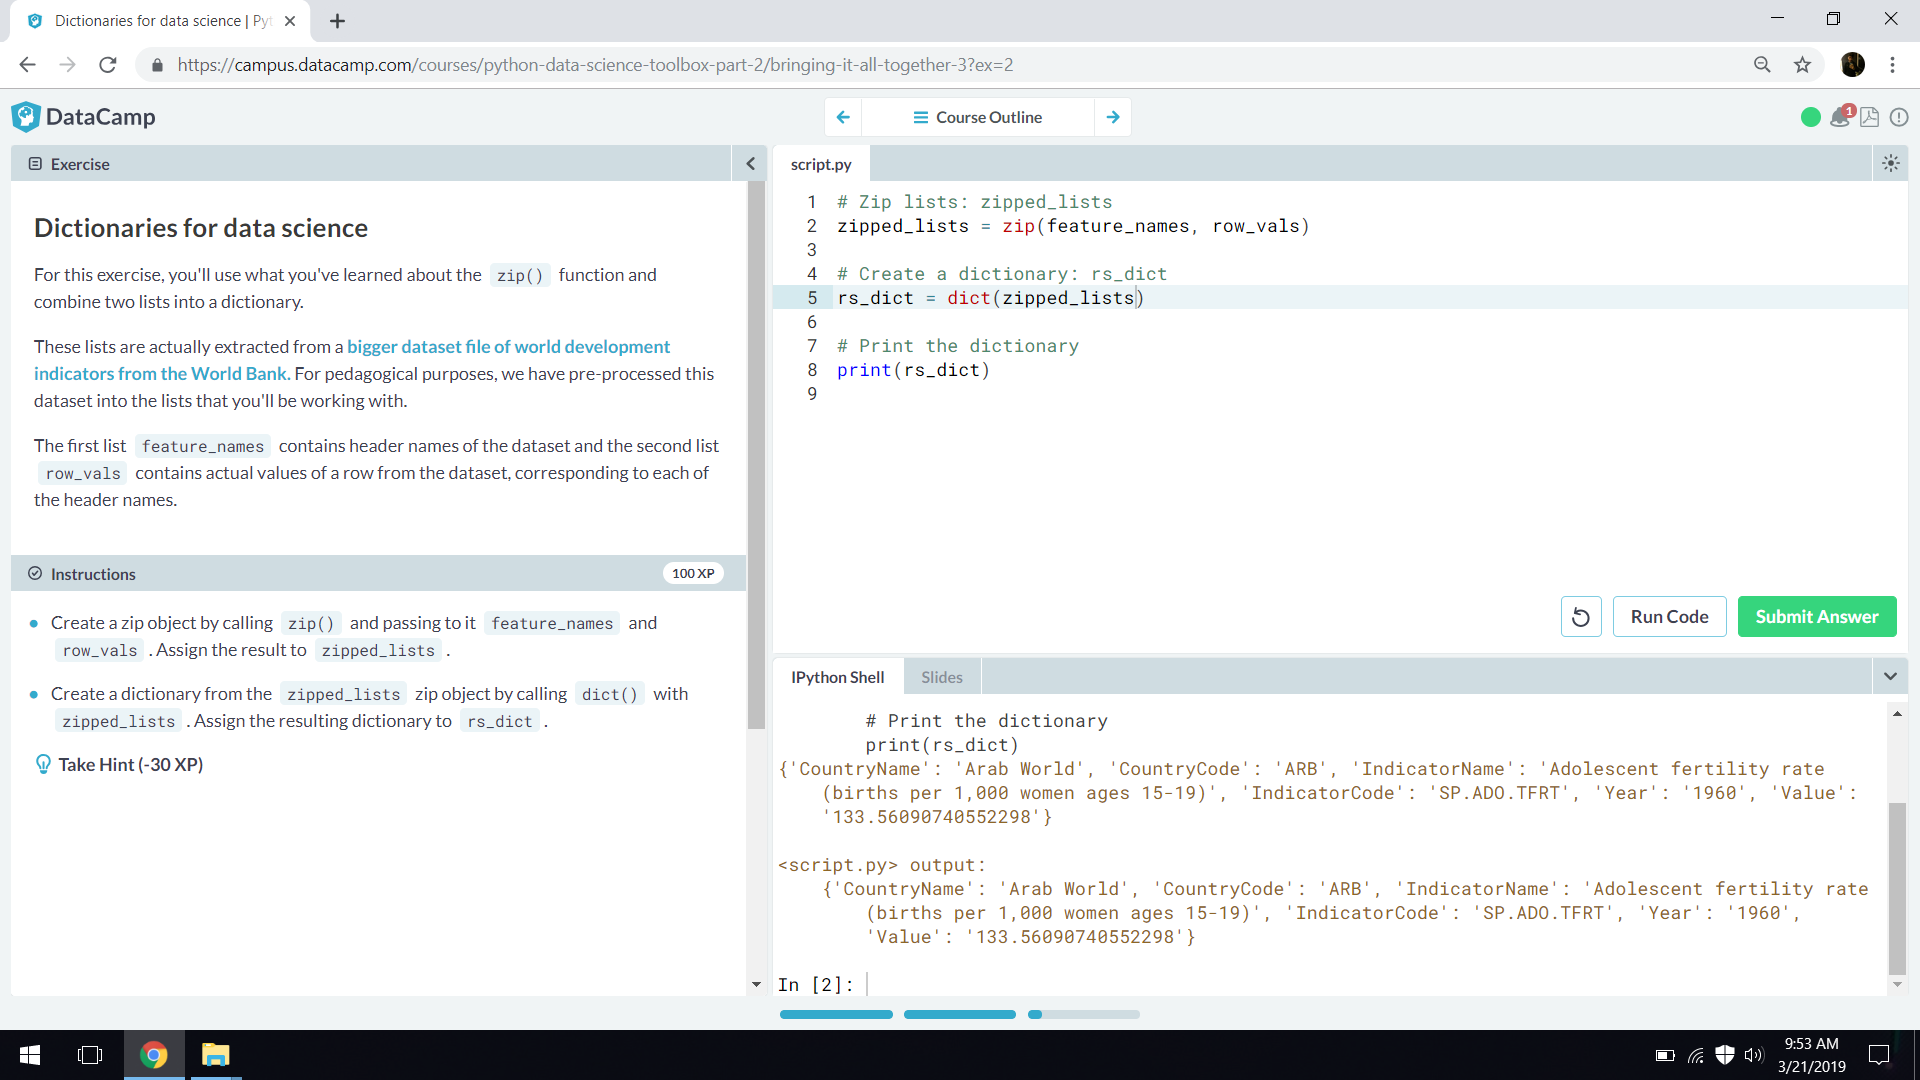 Dictionaries for data science | Pyt
https://campus.datacamp.com/courses/python-data-science-toolbox-part-2/bringing-it-all-together-3?ex=2
DataCamp
Course Outline
1
Exercise
script.py
Dictionaries for data science
For this exercise, you'll use what you've learned about the zip() function and
combine two lists into a dictionary.
These lists are actually extracted from a bigger dataset file of world development
indicators from the World Bank. For pedagogical purposes, we have pre-processed this
dataset into the lists that you'll be working with.
The first list feature_names contains header names of the dataset and the second list
row_vals contains actual values of a row from the dataset, corresponding to each of
the header names.
Instructions
100 XP
Create a zip object by calling zip() and passing to it feature_names and
row_vals . Assign the result to zipped_lists .
Create a dictionary from the zipped_lists zip object by calling dict() with
zipped_lists . Assign the resulting dictionary to rs_dict .
Take Hint (-30 XP)
1 # Zip lists: zipped_lists
2 zipped_lists = zip(feature_names, row_vals)
3
4 # Create a dictionary: rs_dict
5 rs_dict = dict(zipped_lists)
6
7 # Print the dictionary
8 print(rs_dict)
9
Run Code
Submit Answer
IPython Shell
Slides
# Print the dictionary
print(rs_dict)
{'CountryName': 'Arab World', 'CountryCode': 'ARB', 'IndicatorName': 'Adolescent fertility rate
(births per 1,000 women ages 15-19)', 'IndicatorCode': 'SP.ADO.TFRT', 'Year': '1960', 'Value':
'133.56090740552298'}
<script.py> output:
{'CountryName': 'Arab World', 'CountryCode': 'ARB', 'IndicatorName': 'Adolescent fertility rate
(births per 1,000 women ages 15-19)', 'IndicatorCode': 'SP.ADO.TFRT', 'Year': '1960',
'Value': '133.56090740552298'}
In [2]:
9:53 AM
3/21/2019